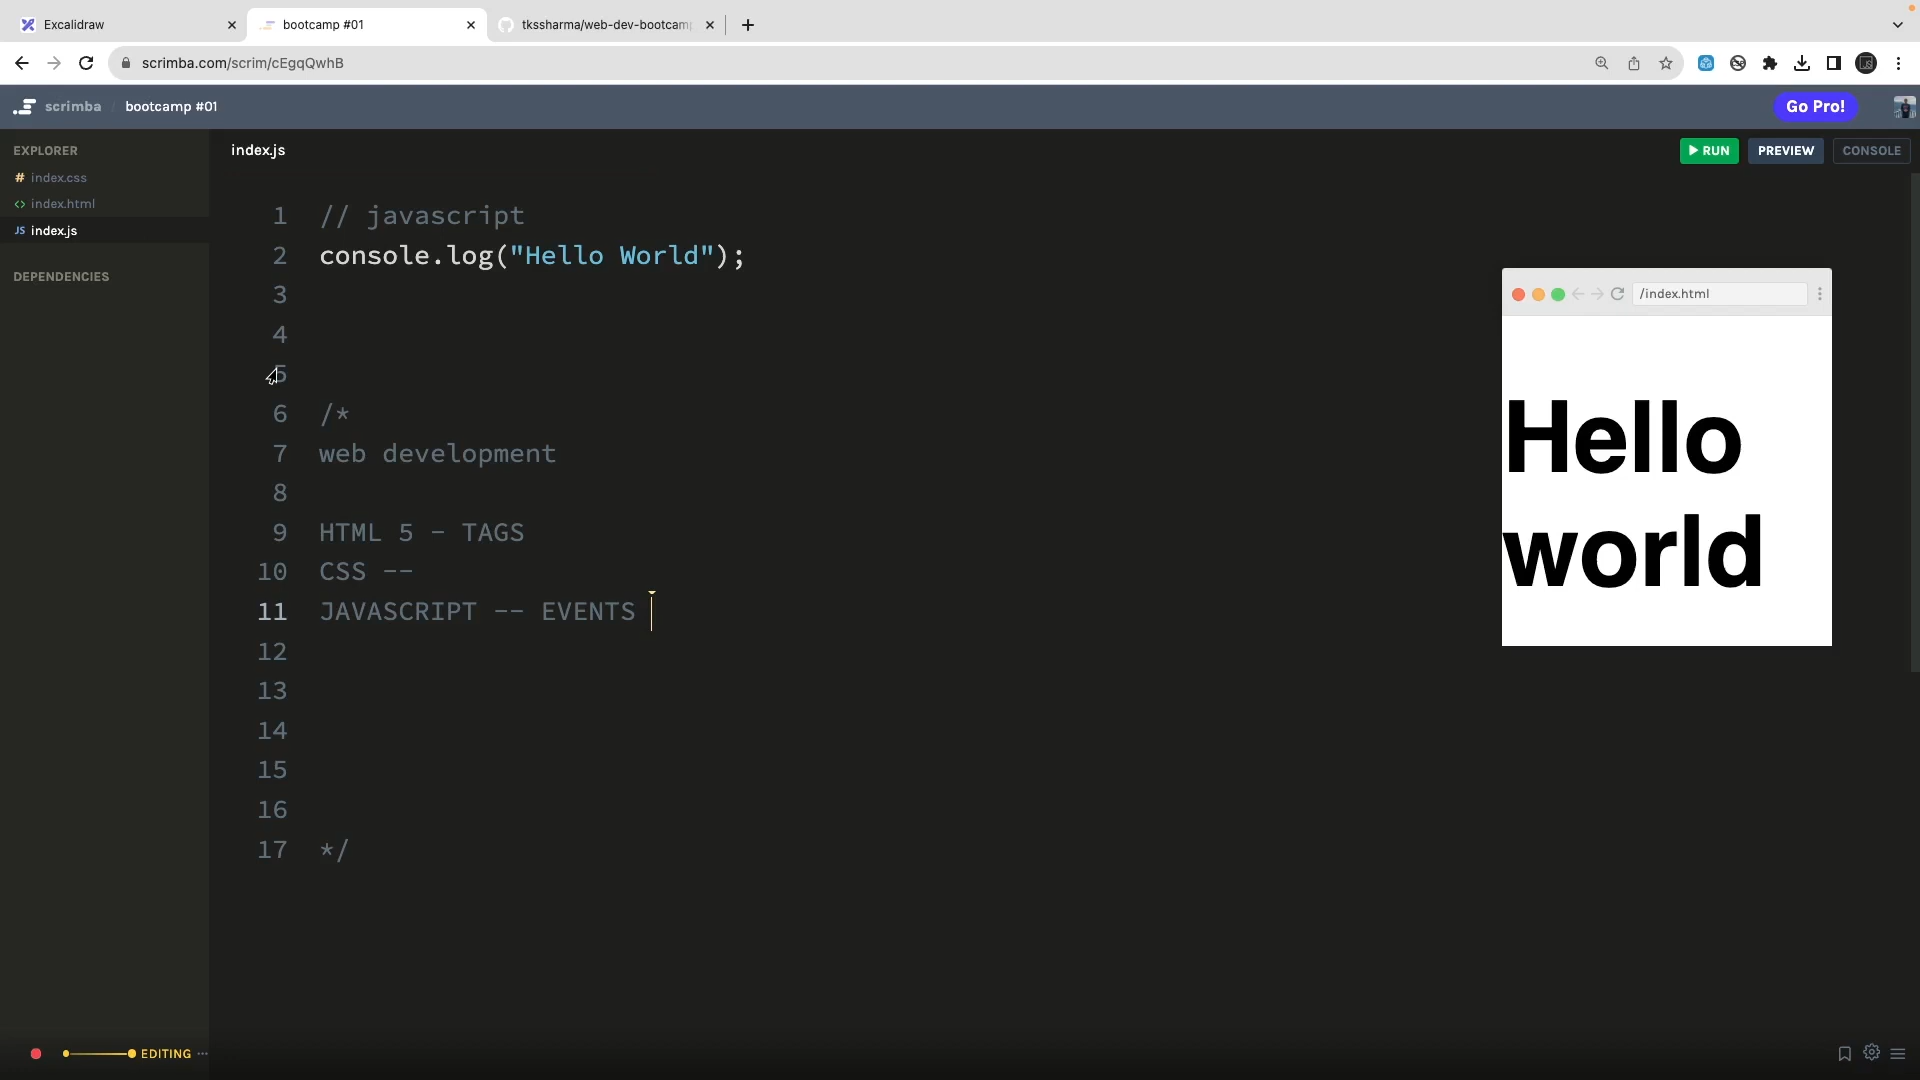 Excalidraw
bootcamp #01
tkssharma/web-dev-bootcam
scrimba.com/scrim/cEgqQwhB
scrimba / bootcamp #01
Go Pro!
EXPLORER
# index.css
<> index.html
JS index.js
DEPENDENCIES
index.js
RUN
PREVIEW
CONSOLE
1 // javascript
2 console.log("Hello World");
3
4
5
6 /*
7 web development
8
9 HTML 5 - TAGS
10 CSS --
11 JAVASCRIPT -- EVENTS
12
13
14
15
16
17 */
/index.html
Hello
world
EDITING ...